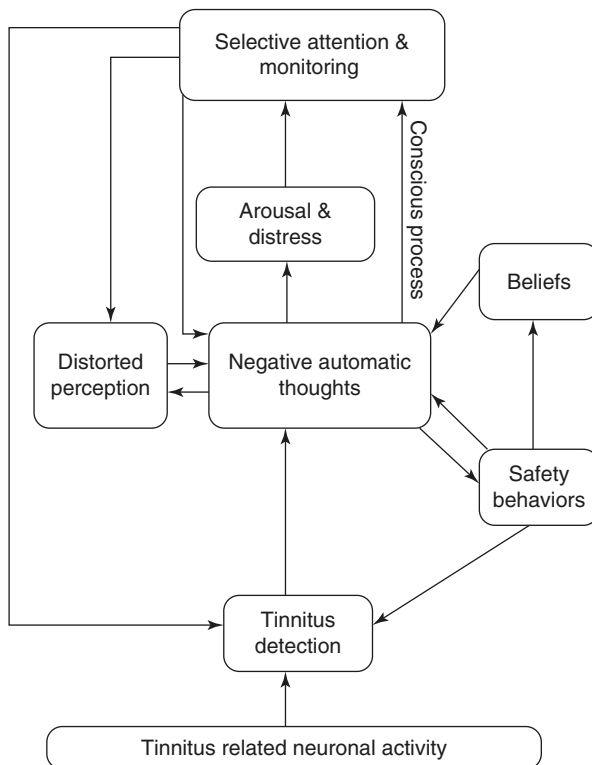 Selective attention &
monitoring
Conscious process
Arousal &
distress
Beliefs
Distorted
perception
Negative automatic
thoughts
Safety
behaviors
Tinnitus
detection
Tinnitus related neuronal activity